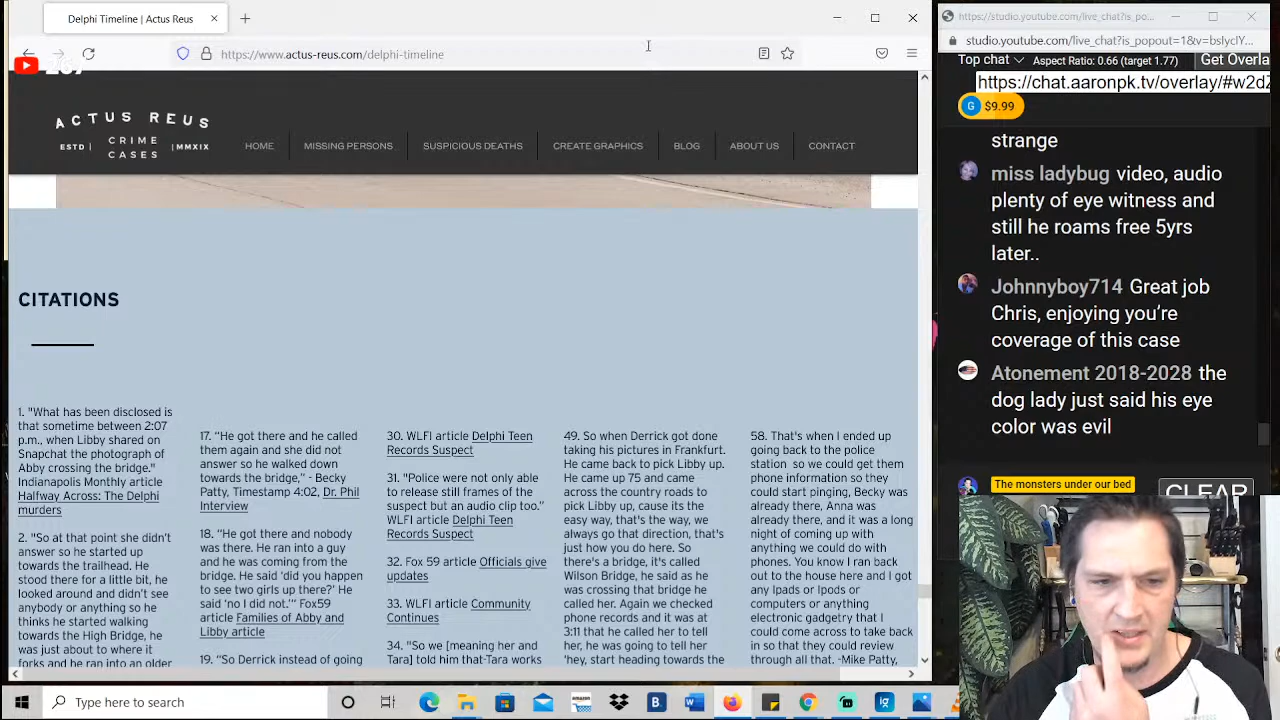 Delphi Timeline | Actus Reus
https://www.actus-reus.com/delphi-timeline
267
ACTUS REUS
ESTD | CRIME CASES | MMXIX
HOME
MISSING PERSONS
SUSPICIOUS DEATHS
CREATE GRAPHICS
BLOG
ABOUT US
CONTACT
CITATIONS
1. "What has been disclosed is
that sometime between 2:07
p.m., when Libby shared on
Snapchat the photograph of
Abby crossing the bridge."
Indianapolis Monthly article
Halfway Across: The Delphi
murders
2. "So at that point she didn't
answer so he started up
towards the trailhead. He
stood there for a little bit, he
looked around and didn't see
anybody or anything so he
thinks he started walking
towards the High Bridge, he
was just about to where it
forks and he ran into an older
17. "He got there and he called
them again and she did not
answer so he walked down
towards the bridge," - Becky
Patty, Timestamp 4:02, Dr. Phil
Interview
18. "He got there and nobody
was there. He ran into a guy
and he was coming from the
bridge. He said 'did you happen
to see two girls up there?' He
said 'no I did not.'" Fox59
article Families of Abby and
Libby article
19. "So Derrick instead of going
30. WLFI article Delphi Teen
Records Suspect
31. "Police were not only able
to release still frames of the
suspect but an audio clip too."
WLFI article Delphi Teen
Records Suspect
32. Fox 59 article Officials give
updates
33. WLFI article Community
Continues
34. "So we [meaning her and
Tara] told him that-Tara works
49. So when Derrick got done
taking his pictures in Frankfurt.
He came back to pick Libby up.
He came up 75 and came
across the country roads to
pick Libby up, cause its the
easy way, that's the way, we
always go that direction, that's
just how you do here. So
there's a bridge, it's called
Wilson Bridge, he said as he
was crossing that bridge he
called her. Again we checked
phone records and it was at
3:11 that he called her to tell
her, he was going to tell her
'hey, start heading towards the
58. That's when I ended up
going back to the police
station so we could get them
phone information so they
could start pinging, Becky was
already there, Anna was
already there, and it was a long
night of coming up with
anything we could do with
phones. You know I ran back
out to the house here and I got
any Ipads or Ipods or
computers or anything
electronic gadgetry that I
could come across to take back
in so that they could review
through all that. -Mike Patty,
https://studio.youtube.com/live_chat?is_po...
https://studio.youtube.com/live_chat?is_popout=1&v=bslyclY...
Top chat
Aspect Ratio: 0.66 (target 1.77)
Get Overla
https://chat.aaronpk.tv/overlay/#w2dZ
G $9.99
strange
miss ladybug video, audio
plenty of eye witness and
still he roams free 5yrs
later..
Johnnyboy714 Great job
Chris, enjoying you're
coverage of this case
Atonement 2018-2028 the
dog lady just said his eye
color was evil
The monsters under our bed
CLEAR
Type here to search